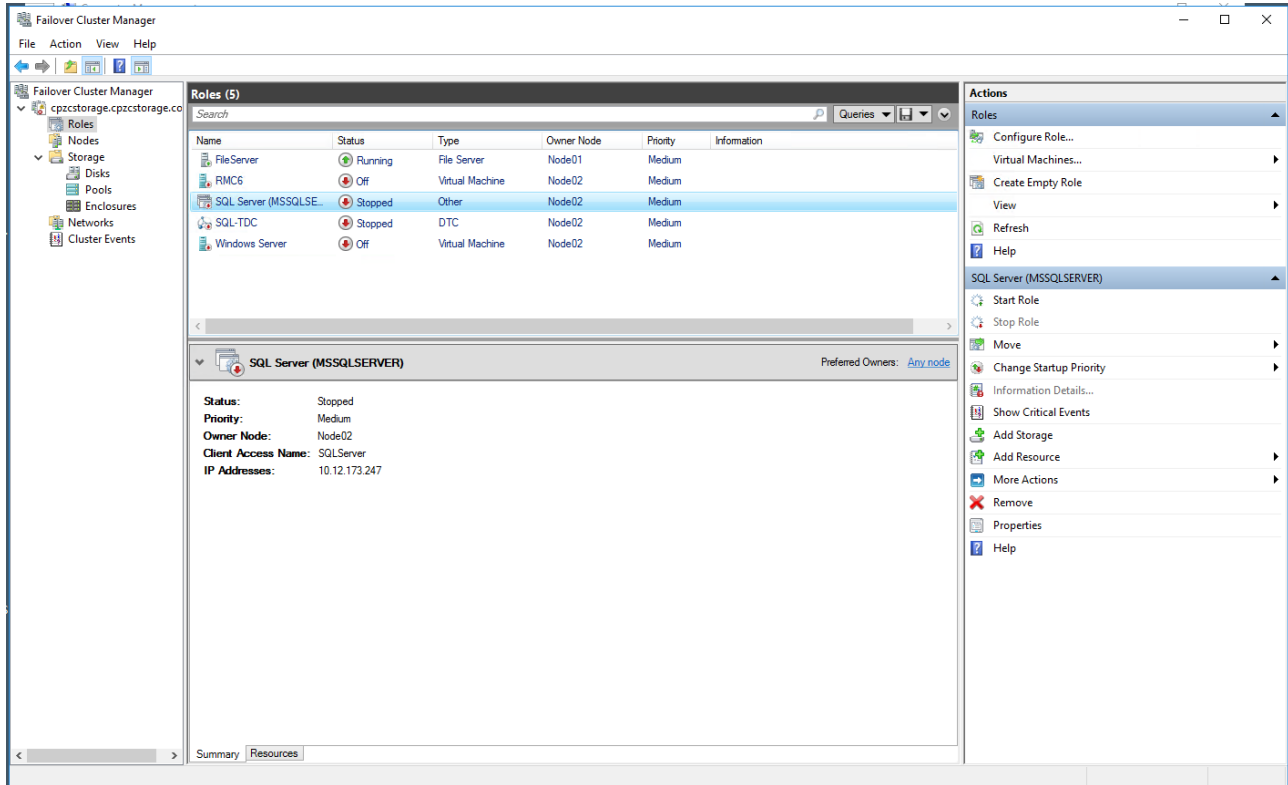 Failover Cluster Manager
File Action View Help
Failover Cluster Manager
cpzcstorage.cpzcstorage.co
Roles
Nodes
Storage
Disks
Pools
Enclosures
Networks
Cluster Events
Roles (5)
Search
Queries
Name Status Type Owner Node Priority Information
FileServer Running File Server Node01 Medium
RMC6 Off Virtual Machine Node02 Medium
SQL Server (MSSQLSE... Stopped Other Node02 Medium
SQL-TDC Stopped DTC Node02 Medium
Windows Server Off Virtual Machine Node02 Medium
SQL Server (MSSQLSERVER) Preferred Owners: Any node
Status: Stopped
Priority: Medium
Owner Node: Node02
Client Access Name: SQLServer
IP Addresses: 10.12.173.247
Summary Resources
Actions
Roles
Configure Role...
Virtual Machines...
Create Empty Role
View
Refresh
Help
SQL Server (MSSQLSERVER)
Start Role
Stop Role
Move
Change Startup Priority
Information Details...
Show Critical Events
Add Storage
Add Resource
More Actions
Remove
Properties
Help